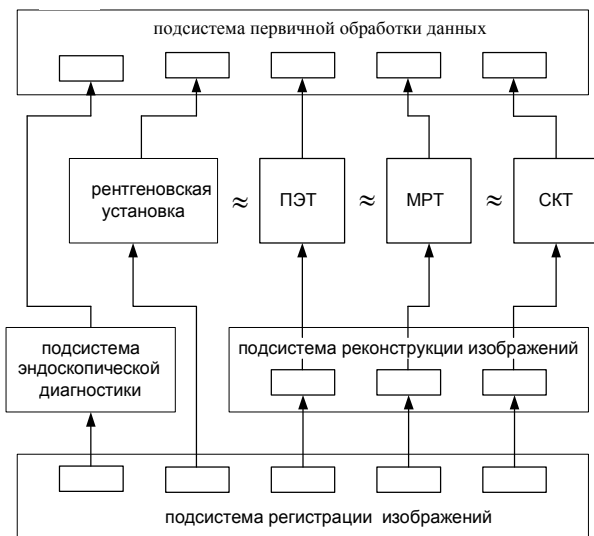 подсистема первичной обработки данных
рентгеновская
установка
≈
ПЭТ
≈
МРТ
≈
СКТ
подсистема
эндоскопической
диагностики
подсистема реконструкции изображений
подсистема регистрации изображений